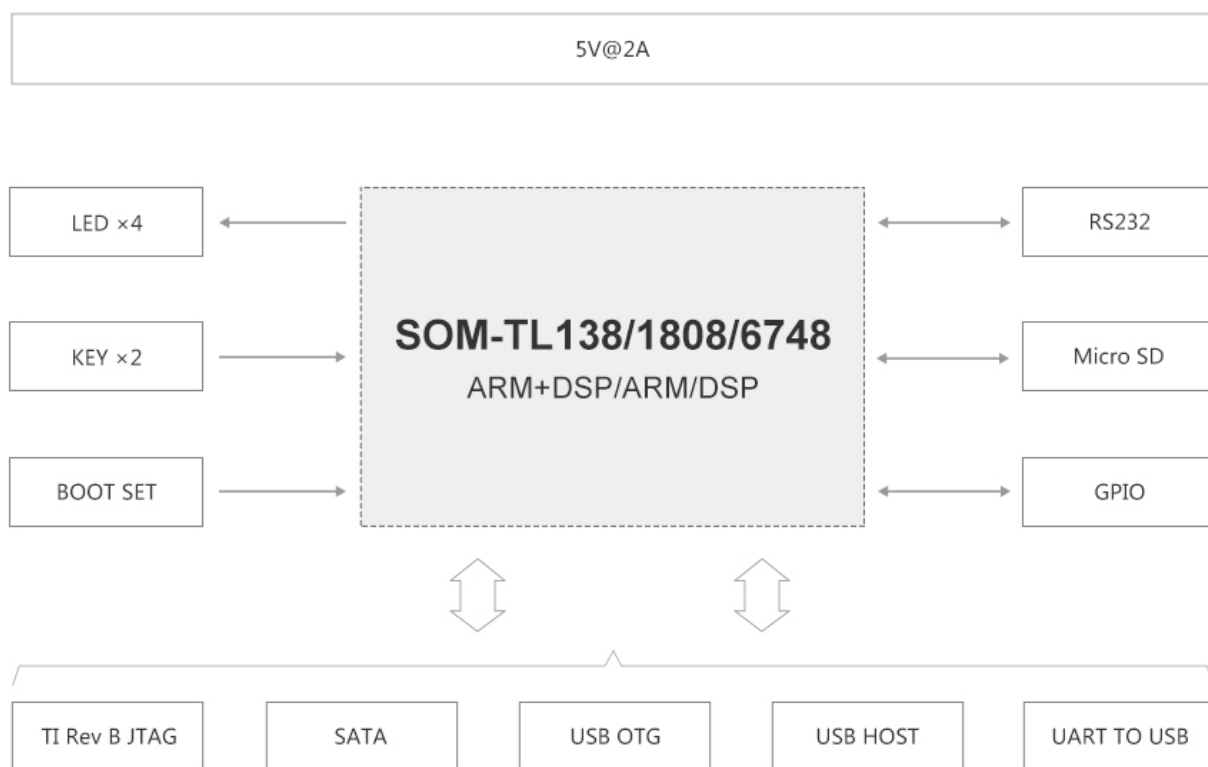 5V@2A
LED ×4
RS232
SOM-TL138/1808/6748
KEY ×2
Micro SD
ARM+DSP/ARM/DSP
BOOT SET
GPIO
TI Rev B JTAG
SATA
USB OTG
USB HOST
UART TO USB